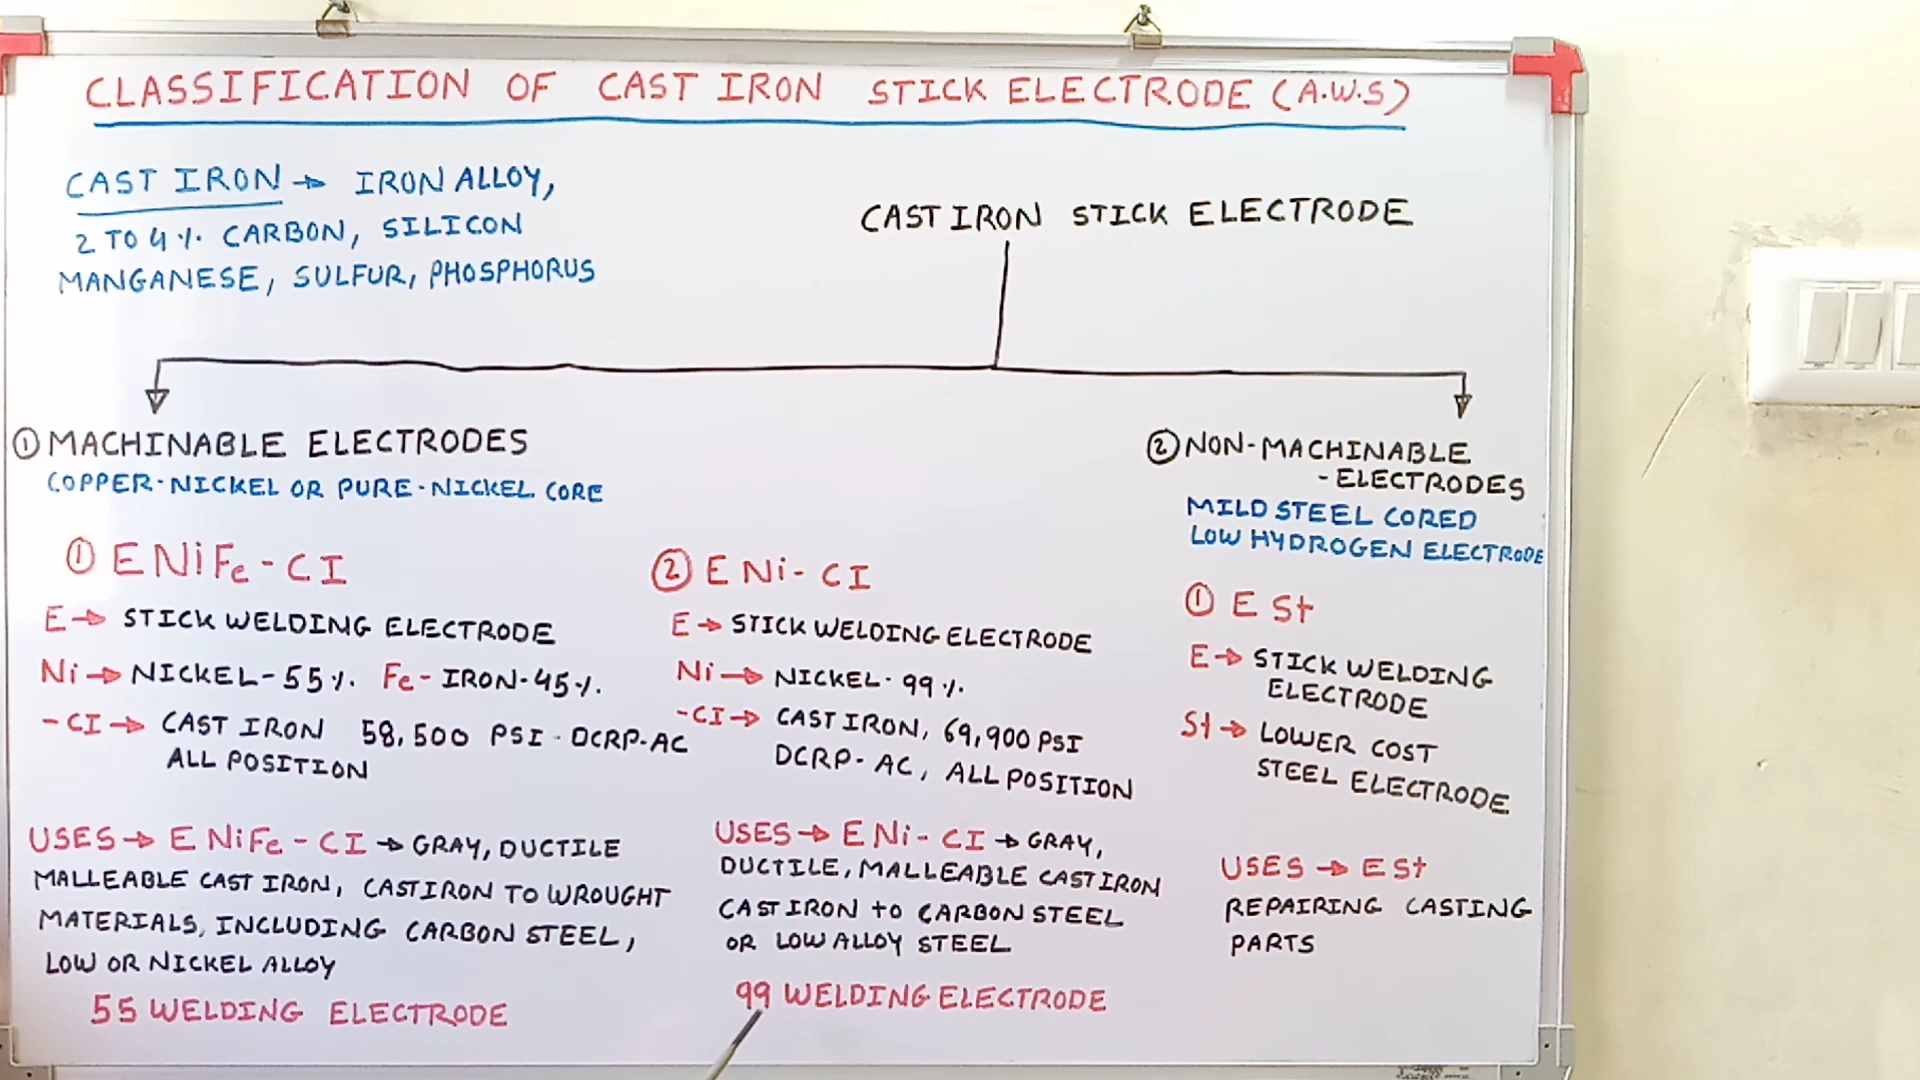 CLASSIFICATION OF CAST IRON STICK ELECTRODE (A.W.S)
CAST IRON → IRON ALLOY,
2 TO 4 % CARBON, SILICON
MANGANESE, SULFUR, PHOSPHORUS
CAST IRON STICK ELECTRODE
① MACHINABLE ELECTRODES
COPPER-NICKEL OR PURE-NICKEL CORE
① ENiFe-CI
E→ STICK WELDING ELECTRODE
Ni→ NICKEL-55%. Fe- IRON-45%.
-CI→ CAST IRON 58,500 PSI-DCRP-AC
ALL POSITION
USES→ ENiFe-CI→ GRAY, DUCTILE
MALLEABLE CAST IRON, CAST IRON TO WROUGHT
MATERIALS, INCLUDING CARBON STEEL,
LOW OR NICKEL ALLOY
55 WELDING ELECTRODE
② ENi-CI
E→ STICK WELDING ELECTRODE
Ni→ NICKEL-99%.
-CI→ CAST IRON, 69,900 PSI
DCRP-AC, ALL POSITION
USES→ ENi-CI→ GRAY,
DUCTILE, MALLEABLE CAST IRON
CAST IRON to CARBON STEEL
OR LOW ALLOY STEEL
99 WELDING ELECTRODE
② NON-MACHINABLE
-ELECTRODES
MILD STEEL CORED
LOW HYDROGEN ELECTRODE
① E St
E→ STICK WELDING
ELECTRODE
St→ LOWER COST
STEEL ELECTRODE
USES→ ESt
REPAIRING CASTING
PARTS